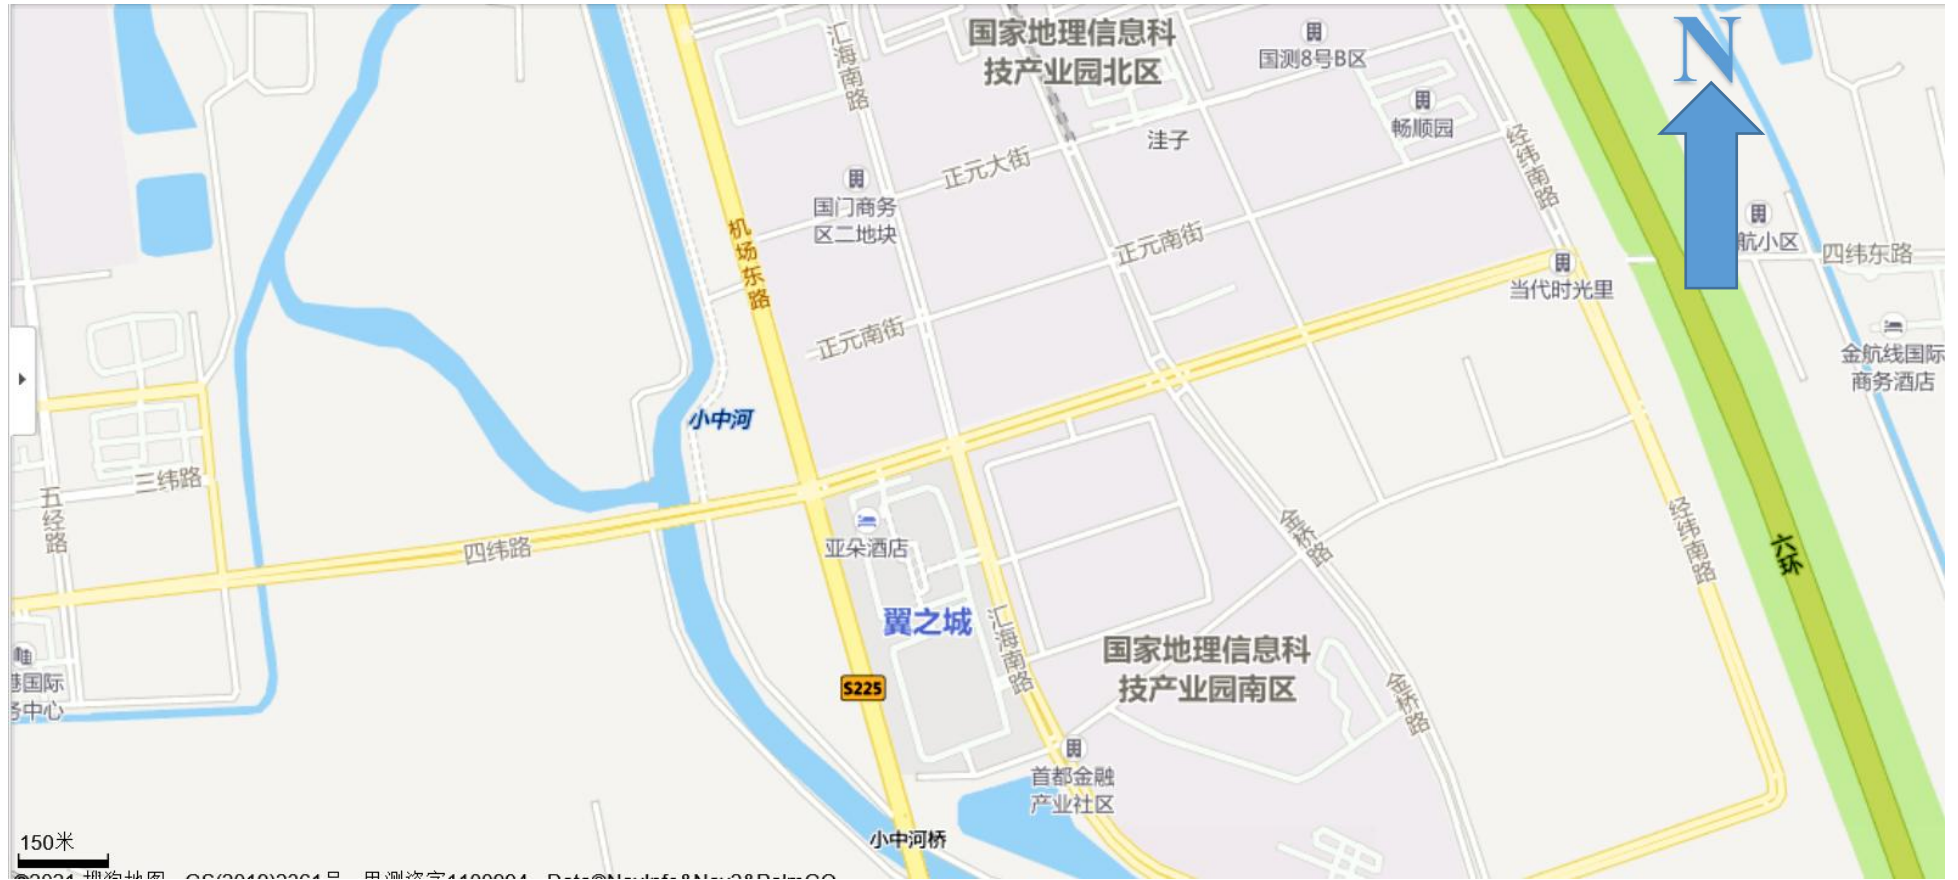 国家地理信息科
技产业园北区
汇海南路
国测8号B区
N
畅顺园
洼子
经纬南路
正元大街
国门商务
区二地块
机场东路
正元南街
航小区
四纬东路
当代时光里
正元南街
金航线国际
商务酒店
小中河
三纬路
五经路
四纬路
亚朵酒店
金桥路
经纬南路
六环
翼之城
汇海南路
国家地理信息科
技产业园南区
S225
港国际
务中心
金桥路
首都金融
产业社区
小中河桥
150米